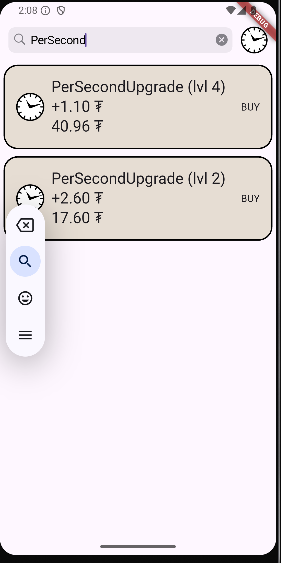 2:08
DEBUG
PerSecond
PerSecondUpgrade (lvl 4)
+1.10 ₮
40.96 ₮
BUY
PerSecondUpgrade (lvl 2)
+2.60 ₮
17.60 ₮
BUY